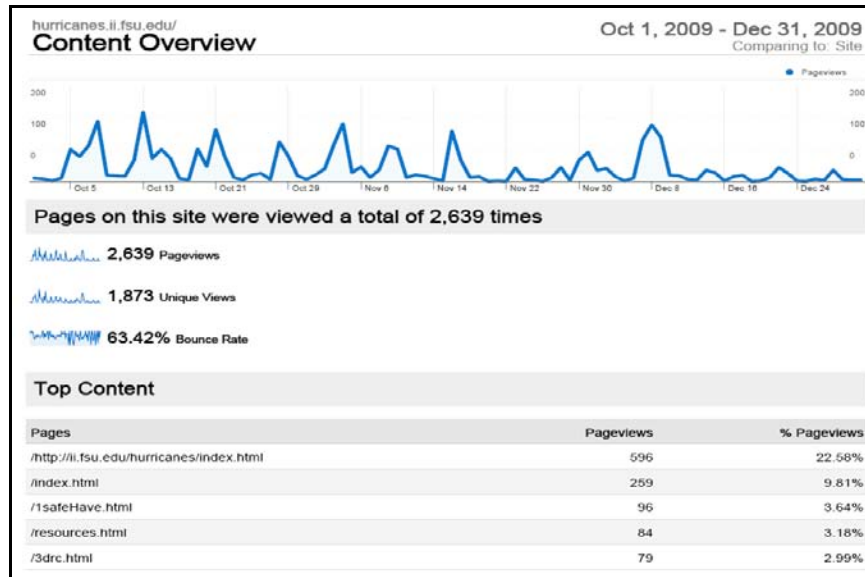 hurricanes.ii.fsu.edu/
Content Overview
Oct 1, 2009 - Dec 31, 2009
Comparing to: Site
Pageviews
200
200
100
100
0
0
Oct 5 Oct 13 Oct 21 Oct 29 Nov 6 Nov 14 Nov 22 Nov 30 Dec 8 Dec 16 Dec 24
Pages on this site were viewed a total of 2,639 times
2,639 Pageviews
1,873 Unique Views
63.42% Bounce Rate
Top Content
Pages Pageviews % Pageviews
/http://ii.fsu.edu/hurricanes/index.html 596 22.58%
/index.html 259 9.81%
/1safeHave.html 96 3.64%
/resources.html 84 3.18%
/3drc.html 79 2.99%